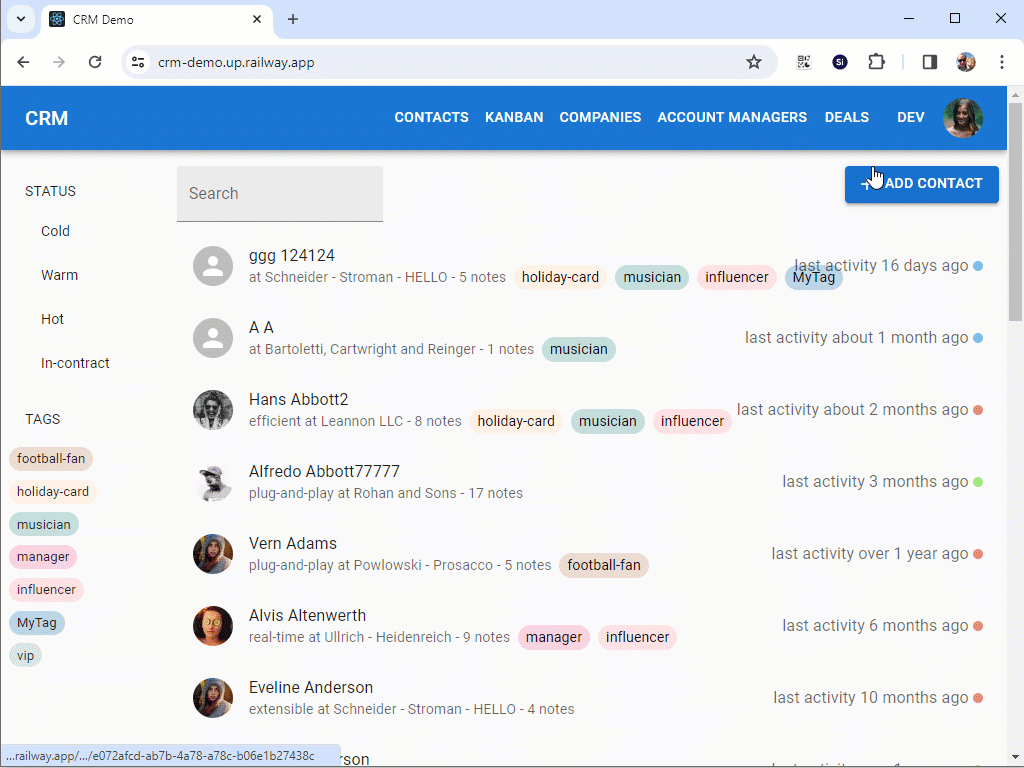 CRM Demo
crm-demo.up.railway.app
Si
CRM
CONTACTS KANBAN COMPANIES ACCOUNT MANAGERS DEALS DEV
STATUS
Cold
Warm
Hot
In-contract
TAGS
football-fan
holiday-card
musician
manager
influencer
MyTag
vip
Search
+ ADD CONTACT
ggg 124124
at Schneider - Stroman - HELLO - 5 notes holiday-card musician influencer MyTag
last activity 16 days ago
A A
at Bartoletti, Cartwright and Reinger - 1 notes musician
last activity about 1 month ago
Hans Abbott2
efficient at Leannon LLC - 8 notes holiday-card musician influencer
last activity about 2 months ago
Alfredo Abbott77777
plug-and-play at Rohan and Sons - 17 notes
last activity 3 months ago
Vern Adams
plug-and-play at Powlowski - Prosacco - 5 notes football-fan
last activity over 1 year ago
Alvis Altenwerth
real-time at Ullrich - Heidenreich - 9 notes manager influencer
last activity 6 months ago
Eveline Anderson
extensible at Schneider - Stroman - HELLO - 4 notes
last activity 10 months ago
...railway.app/.../e072afcd-ab7b-4a78-a78c-b06e1b27438c